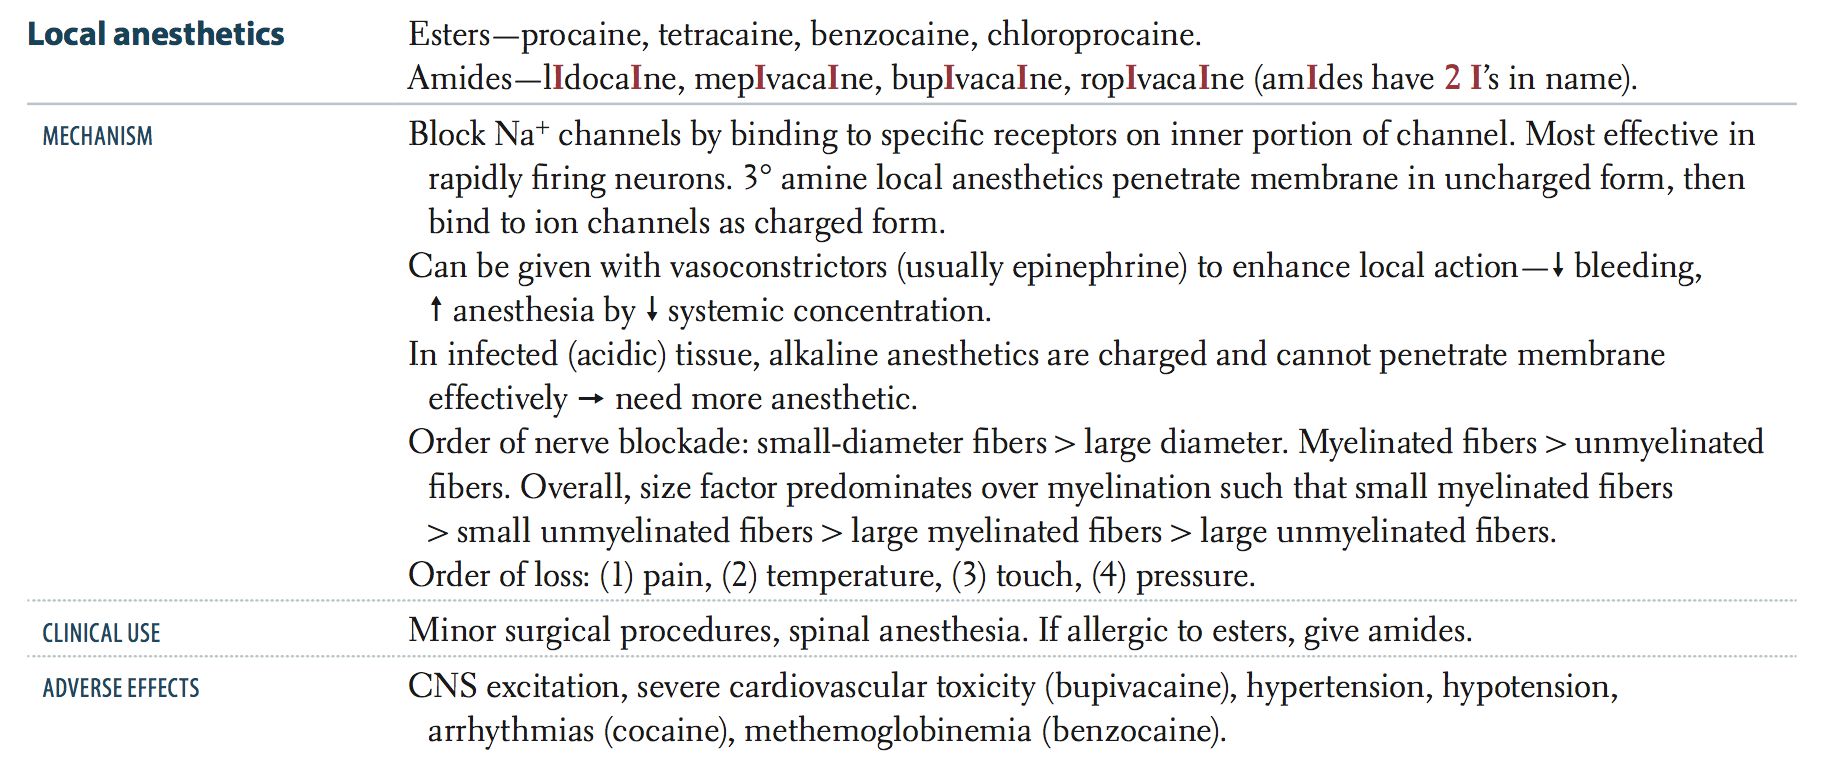 Local anesthetics
Esters—procaine, tetracaine, benzocaine, chloroprocaine.
Amides—lIdocaIne, mepIvacaIne, bupIvacaIne, ropIvacaIne (amIdes have 2 I’s in name).
MECHANISM
Block Na⁺ channels by binding to specific receptors on inner portion of channel. Most effective in
rapidly firing neurons. 3° amine local anesthetics penetrate membrane in uncharged form, then
bind to ion channels as charged form.
Can be given with vasoconstrictors (usually epinephrine) to enhance local action—↓ bleeding,
↑ anesthesia by ↓ systemic concentration.
In infected (acidic) tissue, alkaline anesthetics are charged and cannot penetrate membrane
effectively → need more anesthetic.
Order of nerve blockade: small-diameter fibers > large diameter. Myelinated fibers > unmyelinated
fibers. Overall, size factor predominates over myelination such that small myelinated fibers
> small unmyelinated fibers > large myelinated fibers > large unmyelinated fibers.
Order of loss: (1) pain, (2) temperature, (3) touch, (4) pressure.
CLINICAL USE
Minor surgical procedures, spinal anesthesia. If allergic to esters, give amides.
ADVERSE EFFECTS
CNS excitation, severe cardiovascular toxicity (bupivacaine), hypertension, hypotension,
arrhythmias (cocaine), methemoglobinemia (benzocaine).